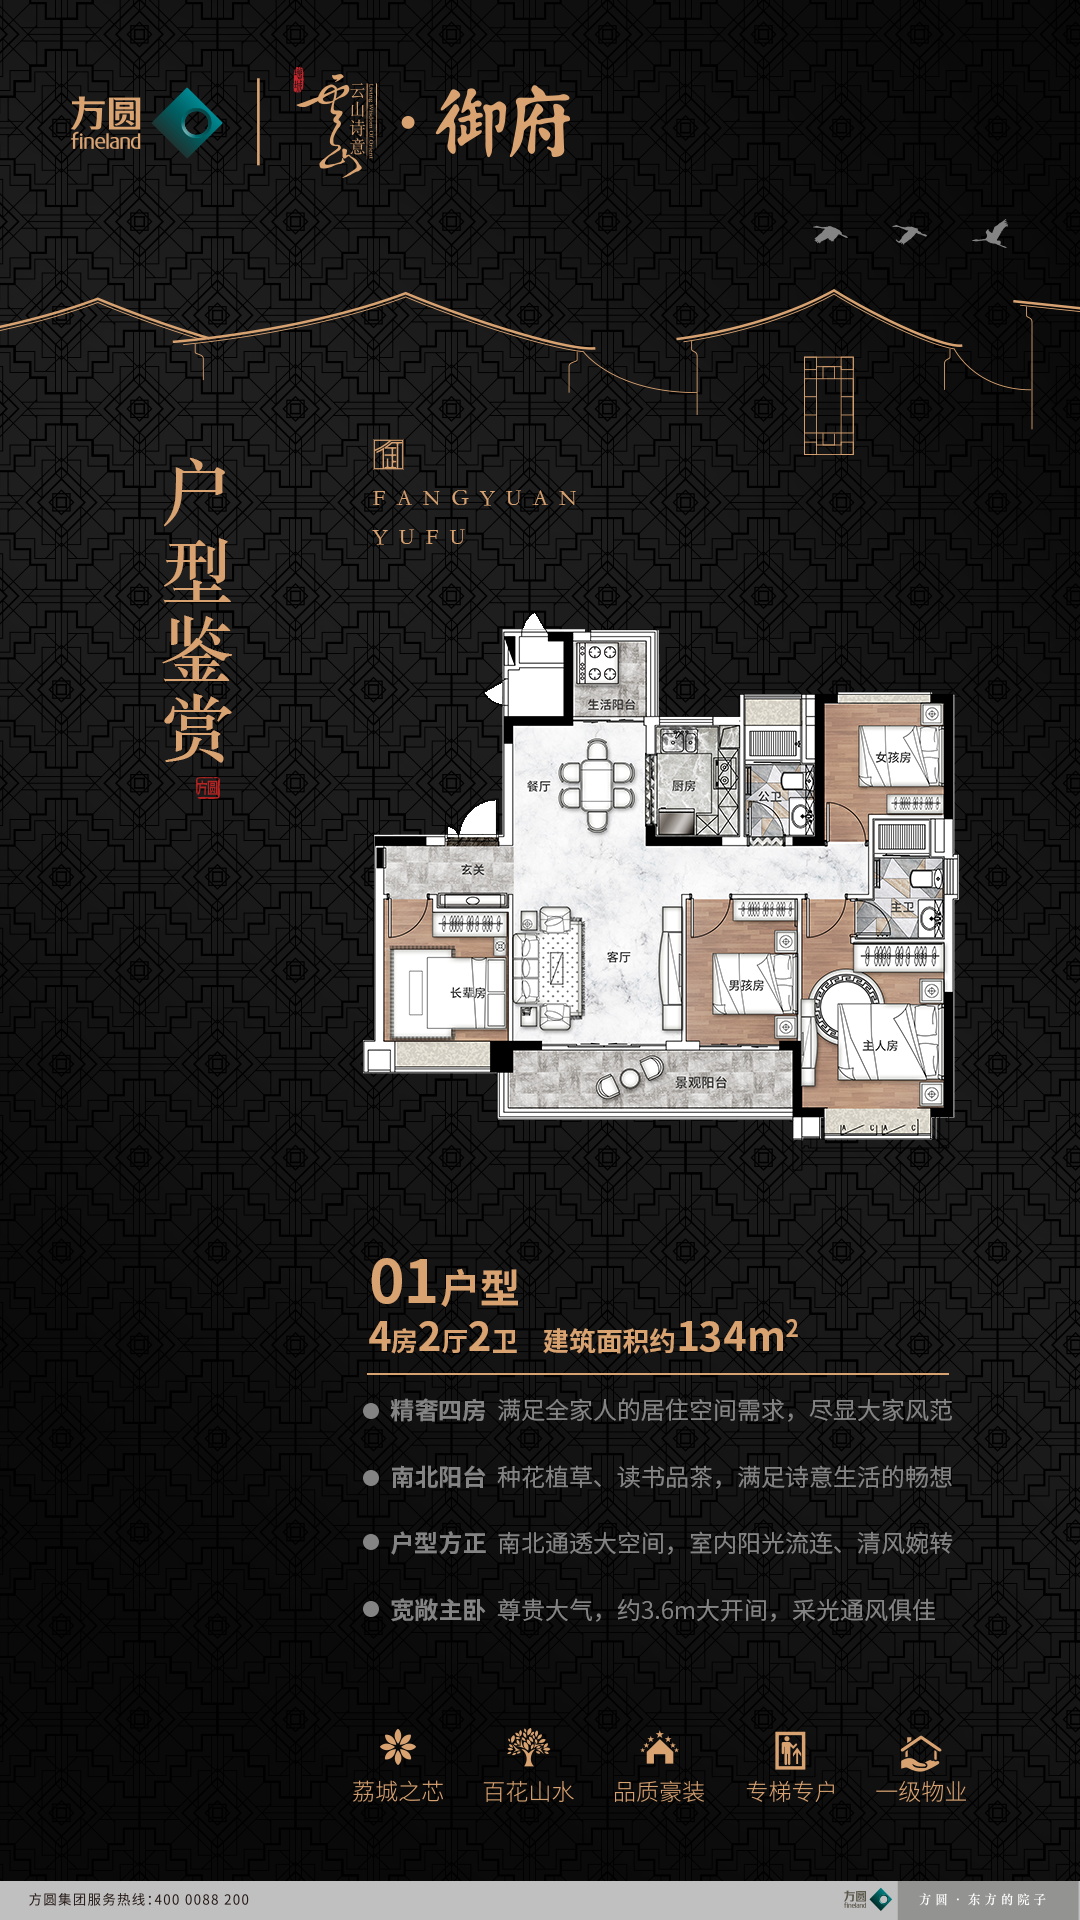 方圆
fineland
云山
云山诗意
Living Wisdom Of Orient
·御府
御
FANGYUAN
YUFU
户型鉴赏
方圆
生活阳台
餐厅
厨房
公卫
女孩房
玄关
主卫
客厅
长辈房
男孩房
主人房
景观阳台
A C A C
01户型
4房2厅2卫 建筑面积约134m²
精奢四房 满足全家人的居住空间需求，尽显大家风范
南北阳台 种花植草、读书品茶，满足诗意生活的畅想
户型方正 南北通透大空间，室内阳光流连、清风婉转
宽敞主卧 尊贵大气，约3.6m大开间，采光通风俱佳
荔城之芯 百花山水 品质豪装 专梯专户 一级物业
方圆集团服务热线:400 0088 200
方圆
fineland
方圆·东方的院子